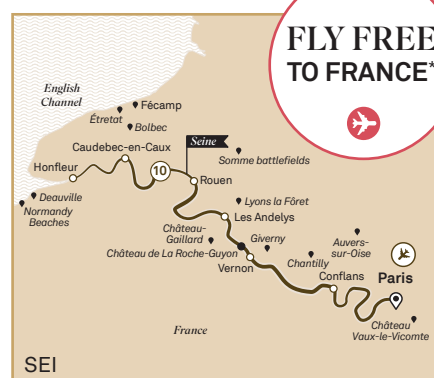 FLY FREE
TO FRANCE*
English
Channel
Fécamp
Étretat
Bolbec
Caudebec-en-Caux
Seine
Somme battlefields
Honfleur
10
Rouen
Deauville
Normandy
Beaches
Lyons la Fôret
Les Andelys
Château-
Gaillard
Giverny
Château de La Roche-Guyon
Vernon
Chantilly
Auvers-
sur-Oise
Conflans
Paris
Château
Vaux-le-Vicomte
France
SEI